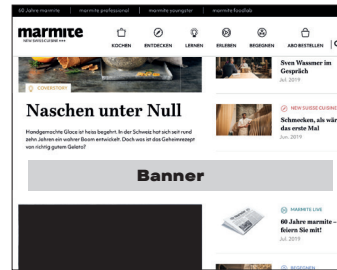 60 Jahre marmite marmite professional marmite youngster marmite foodlab
marmite
NEW SWISS CUISINE
KOCHEN ENTDECKEN LERNEN ERLEBEN BEGEGNEN ABO BESTELLEN
COVERSTORY
Naschen unter Null
Handgemachte Glace ist heiss begehrt. In der Schweiz hat sich seit rund
zehn Jahren ein wahrer Boom entwickelt. Doch was ist das Geheimrezept
von richtig gutem Gelato?
Sven Wassmer im
Gespräch
Jul. 2019
NEW SUISSE CUISINE
Schmecken, als wär
das erste Mal
Jun. 2019
Banner
MARMITE LIVE
60 Jahre marmite –
feiern Sie mit!
Jul. 2019
BEGEGNEN